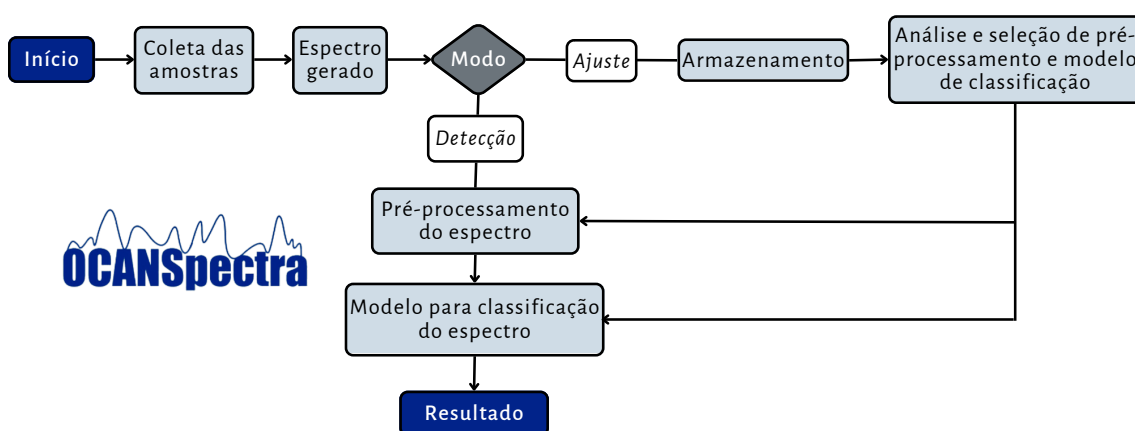 Início
Coleta das
amostras
Espectro
gerado
Modo
Ajuste
Armazenamento
Análise e seleção de pré-
processamento e modelo
de classificação
Detecção
Pré-processamento
do espectro
OCANSpectra
Modelo para classificação
do espectro
Resultado